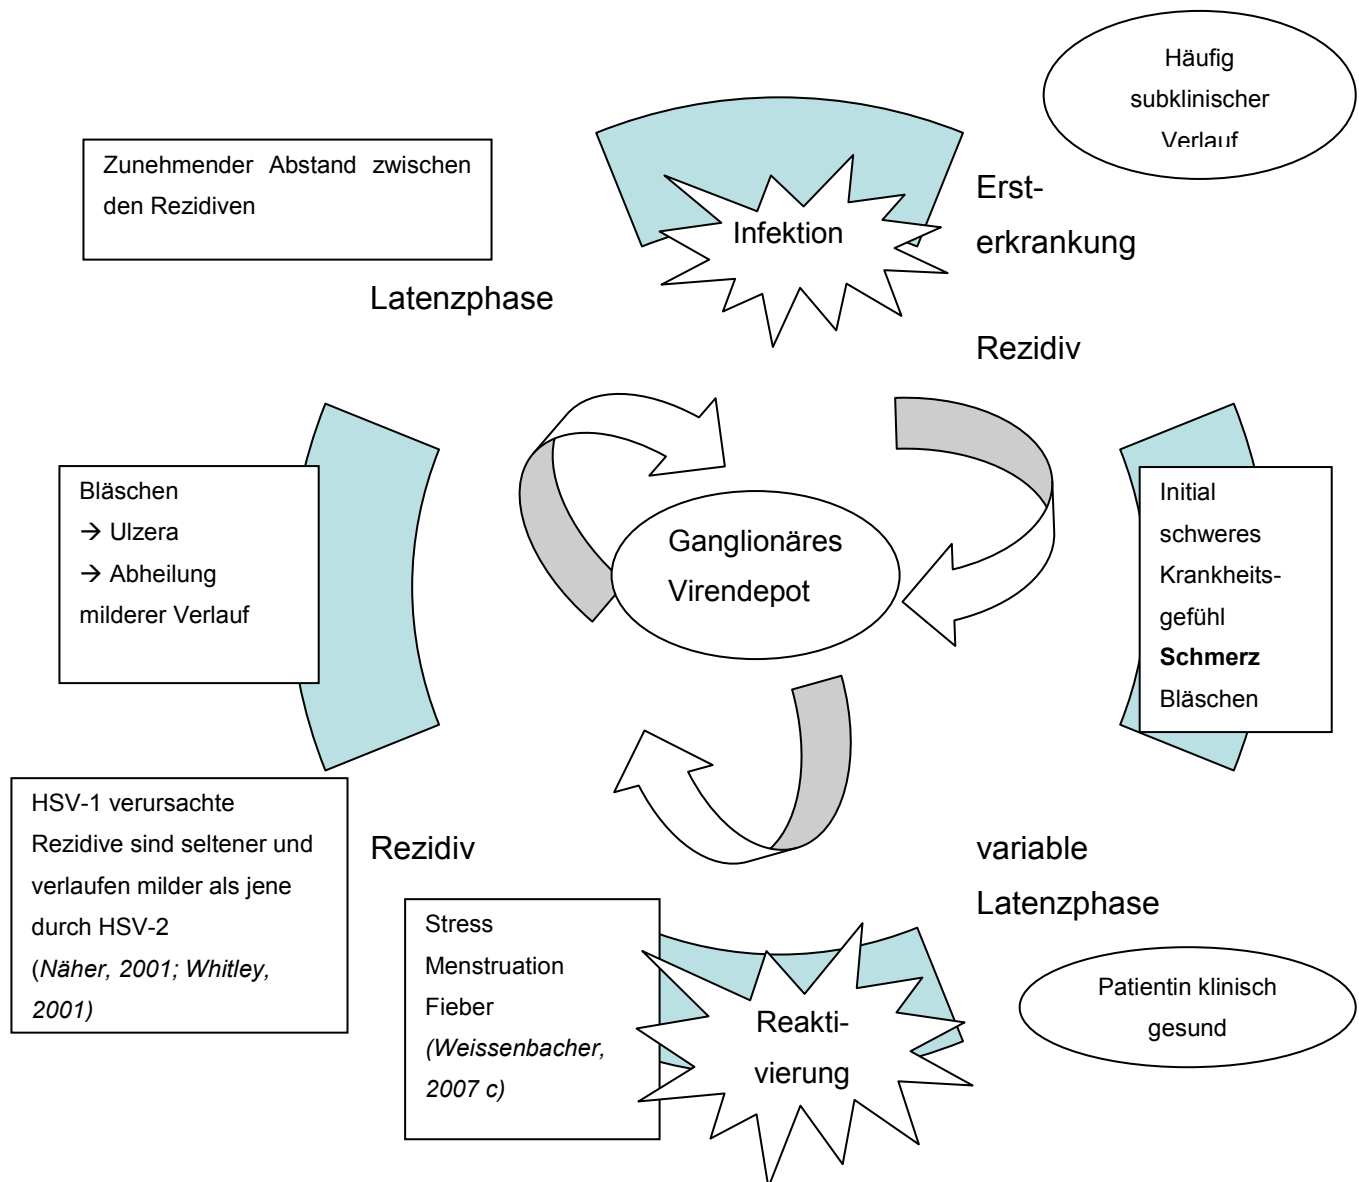 Häufig
subklinischer
Verlauf
Zunehmender Abstand zwischen
den Rezidiven
Erst-
erkrankung
Infektion
Latenzphase
Rezidiv
Bläschen
→ Ulzera
→ Abheilung
milderer Verlauf
Ganglionäres
Virendepot
Initial
schweres
Krankheits-
gefühl
Schmerz
Bläschen
HSV-1 verursachte
Rezidive sind seltener und
verlaufen milder als jene
durch HSV-2
(Näher, 2001; Whitley,
2001)
Rezidiv
variable
Latenzphase
Stress
Menstruation
Fieber
(Weissenbacher,
2007 c)
Reakti-
vierung
Patientin klinisch
gesund